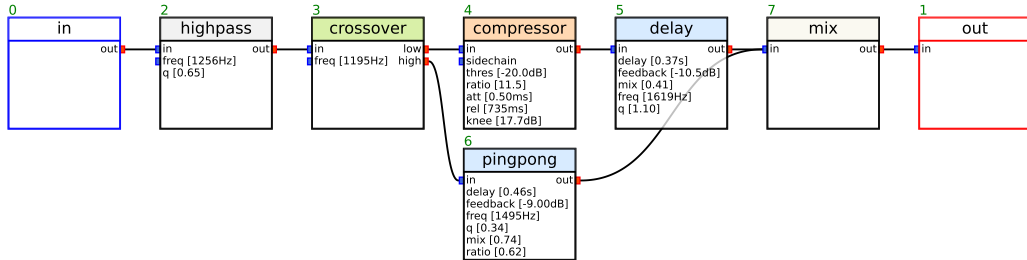 0
in
out
2
highpass
in
out
freq [1256Hz]
q [0.65]
3
crossover
in
low
freq [1195Hz]
high
4
compressor
in
out
sidechain
thres [-20.0dB]
ratio [11.5]
att [0.50ms]
rel [735ms]
knee [17.7dB]
5
delay
in
out
delay [0.37s]
feedback [-10.5dB]
mix [0.41]
freq [1619Hz]
q [1.10]
7
mix
in
out
1
out
in
6
pingpong
in
out
delay [0.46s]
feedback [-9.00dB]
freq [1495Hz]
q [0.34]
mix [0.74]
ratio [0.62]